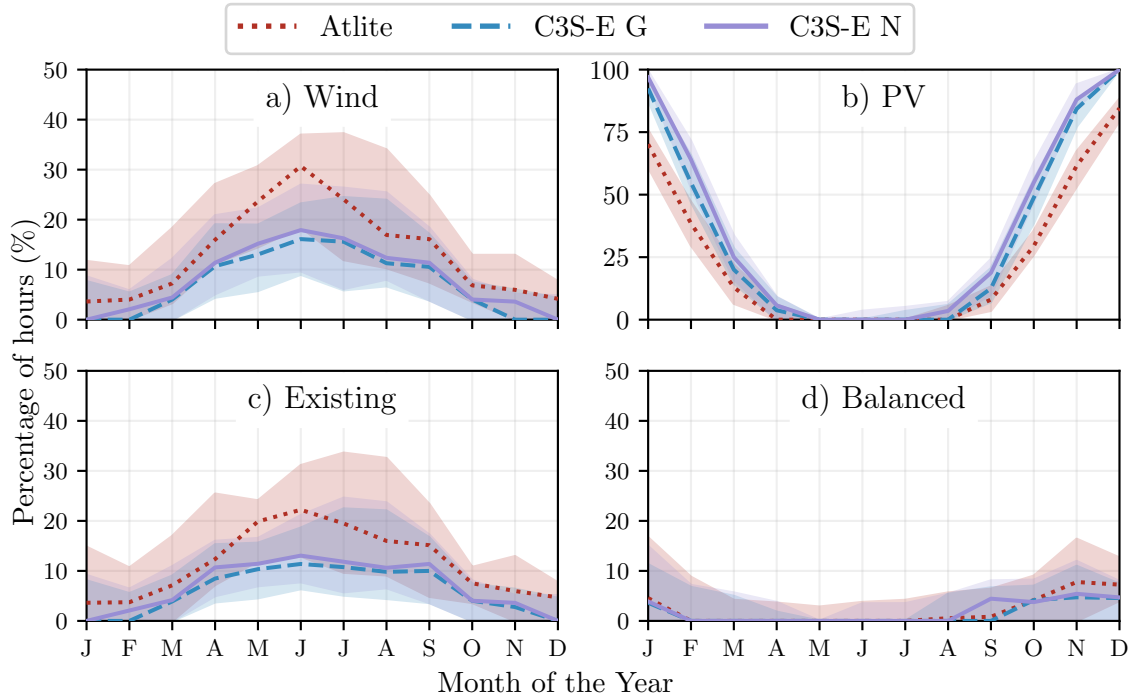 Atlite C3S-E G C3S-E N
a) Wind
50
40
30
20
10
0
b) PV
100
75
50
25
0
Percentage of hours (%)
c) Existing
50
40
30
20
10
0
J F M A M J J A S O N D
d) Balanced
50
40
30
20
10
0
J F M A M J J A S O N D
Month of the Year